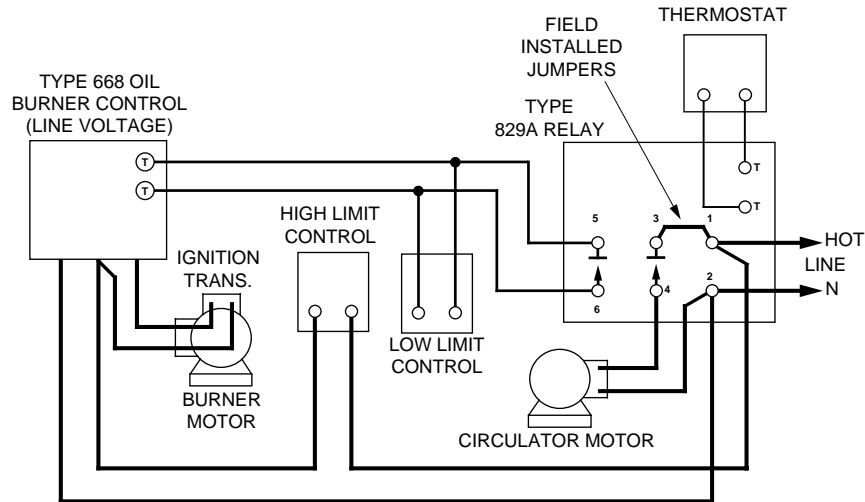 TYPE 668 OIL
BURNER CONTROL
(LINE VOLTAGE)
T
T
FIELD
INSTALLED
JUMPERS
THERMOSTAT
TYPE
829A RELAY
T
T
5
3
1
6
4
2
HOT
LINE
N
HIGH LIMIT
CONTROL
IGNITION
TRANS.
LOW LIMIT
CONTROL
BURNER
MOTOR
CIRCULATOR MOTOR